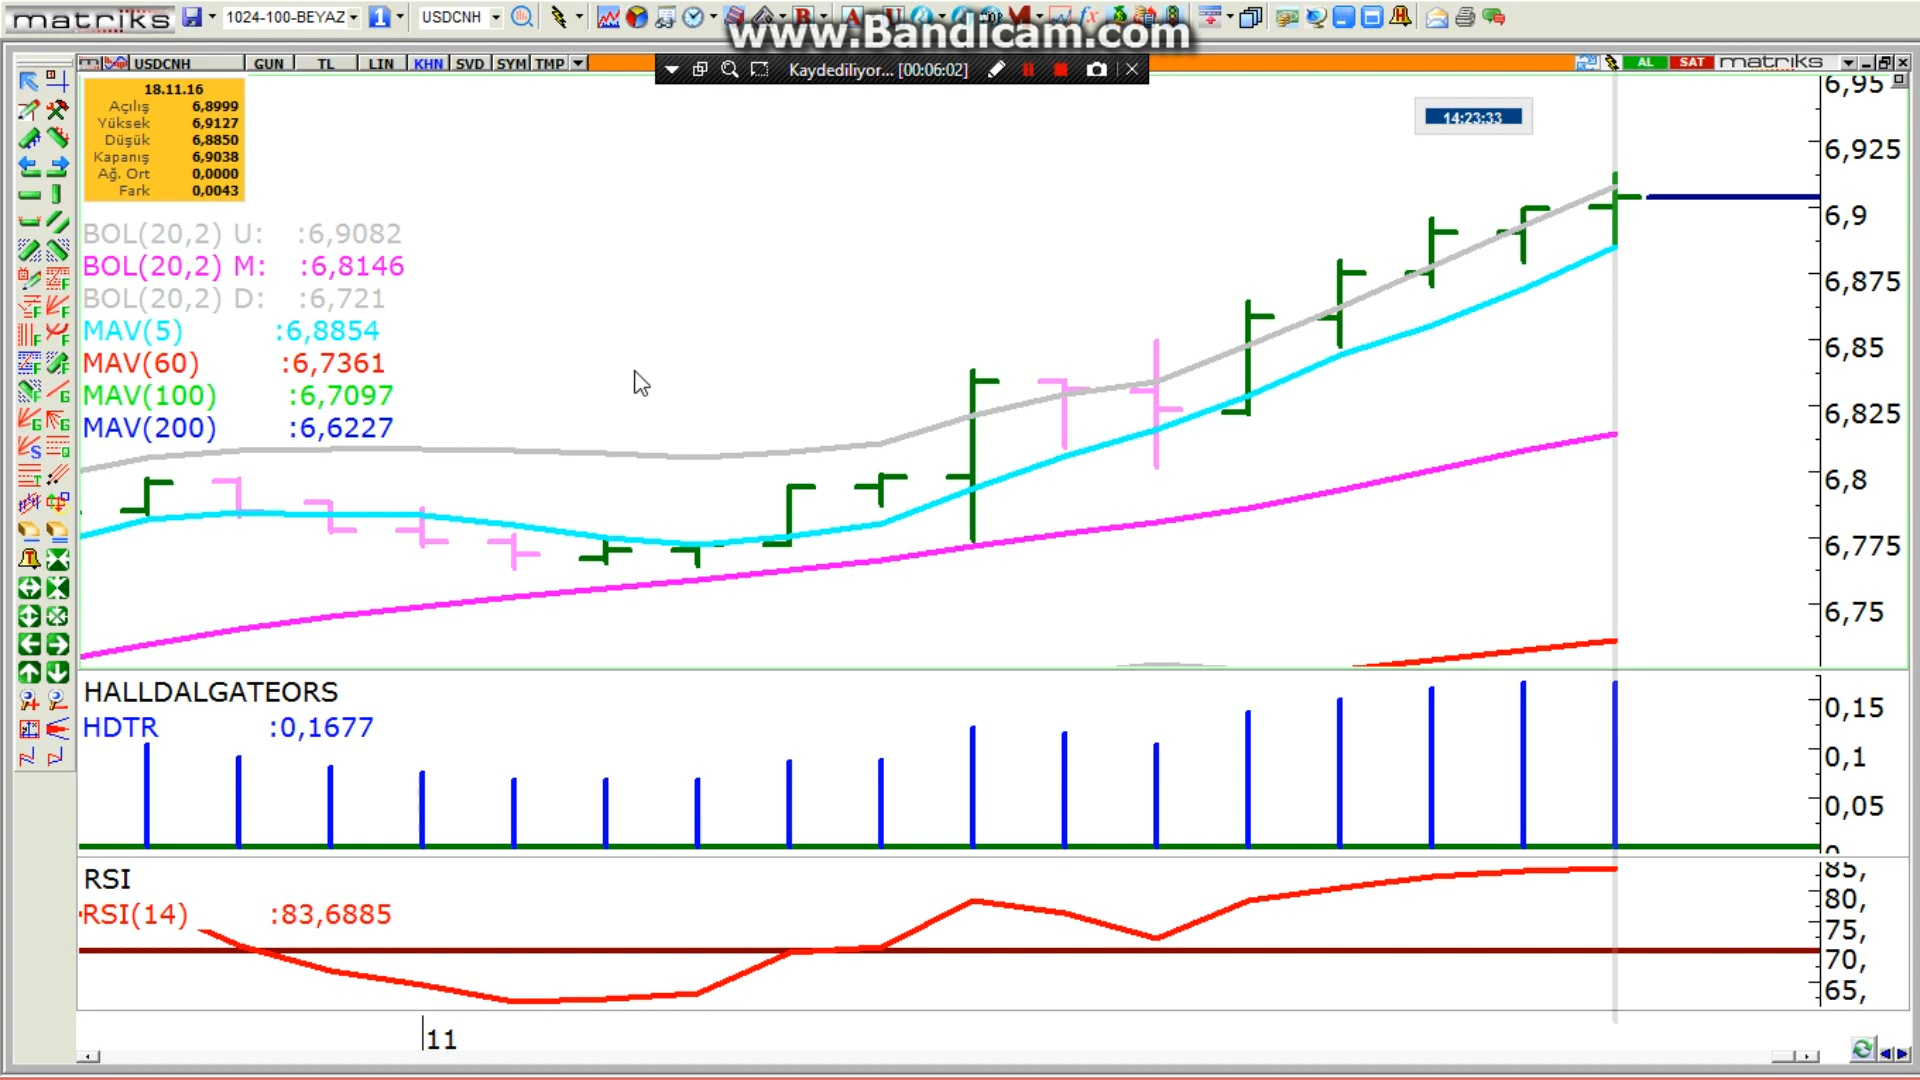 matriks 1024-100-BEYAZ 1 USDCNH
www.Bandicam.com
USDCNH GUN TL LIN KHN SVD SYM TMP
Kaydediliyor... [00:06:02]
AL SAT matriks
18.11.16
Açılış 6,8999
Yüksek 6,9127
Düşük 6,8850
Kapanış 6,9038
Ağ. Ort 0,0000
Fark 0,0043
14:23:33
BOL(20,2) U: :6,9082
BOL(20,2) M: :6,8146
BOL(20,2) D: :6,721
MAV(5) :6,8854
MAV(60) :6,7361
MAV(100) :6,7097
MAV(200) :6,6227
6,95
6,925
6,9
6,875
6,85
6,825
6,8
6,775
6,75
HALLDALGATEORS
HDTR :0,1677
0,15
0,1
0,05
0
RSI
RSI(14) :83,6885
85,
80,
75,
70,
65,
11